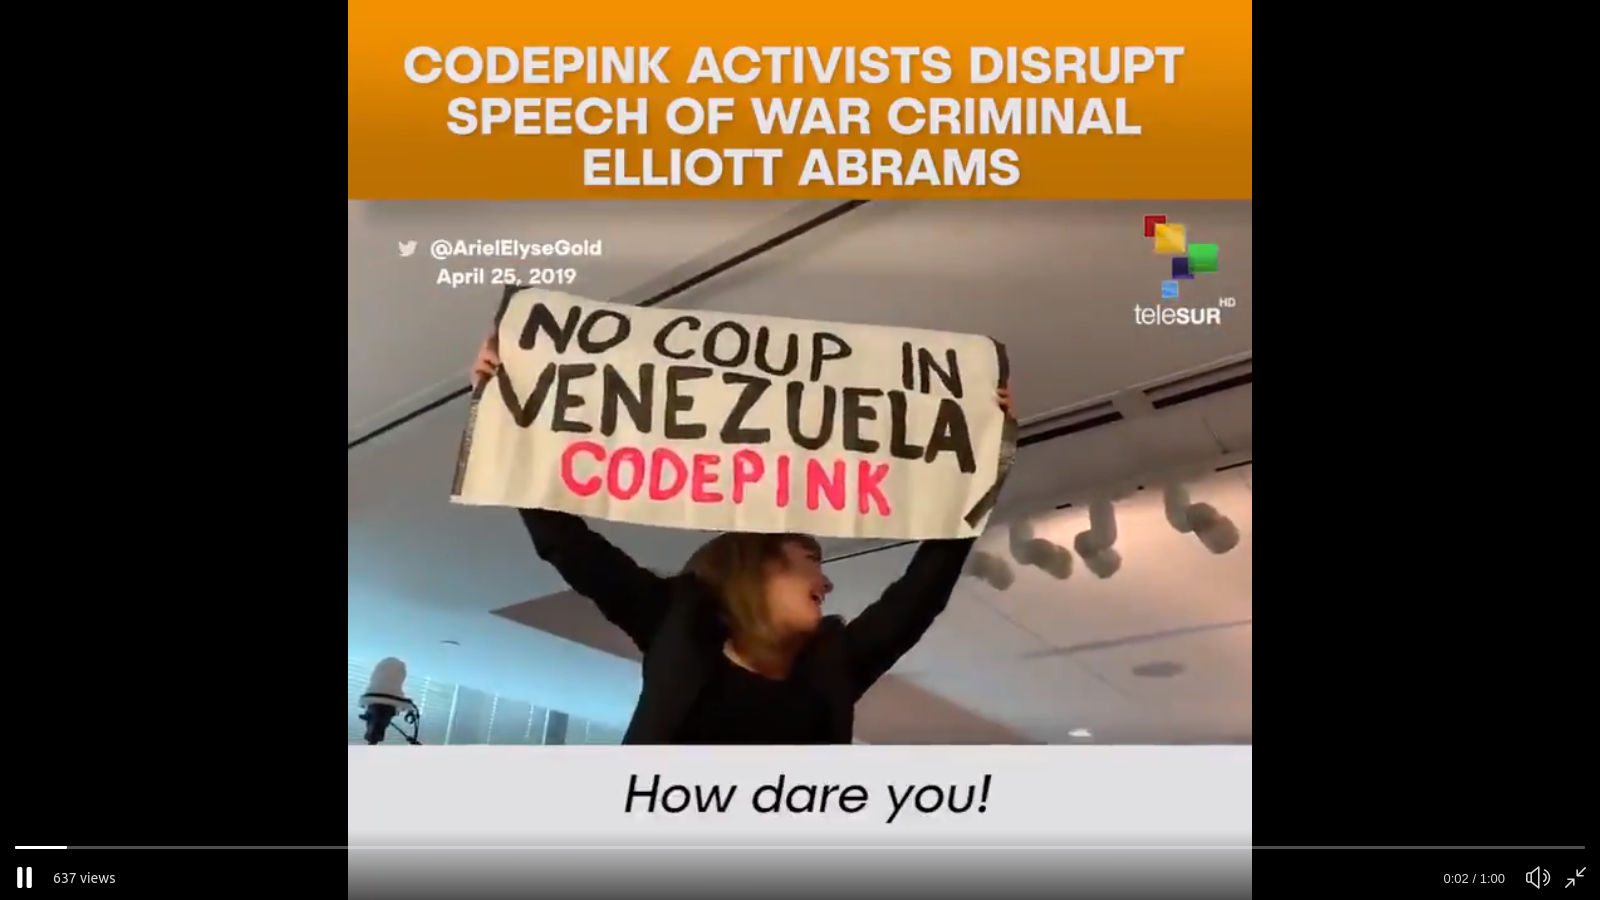 CODEPINK ACTIVISTS DISRUPT
SPEECH OF WAR CRIMINAL
ELLIOTT ABRAMS
@ArielElyseGold
April 25, 2019
teleSUR HD
NO COUP IN
VENEZUELA
CODEPINK
How dare you!
637 views
0:02 / 1:00